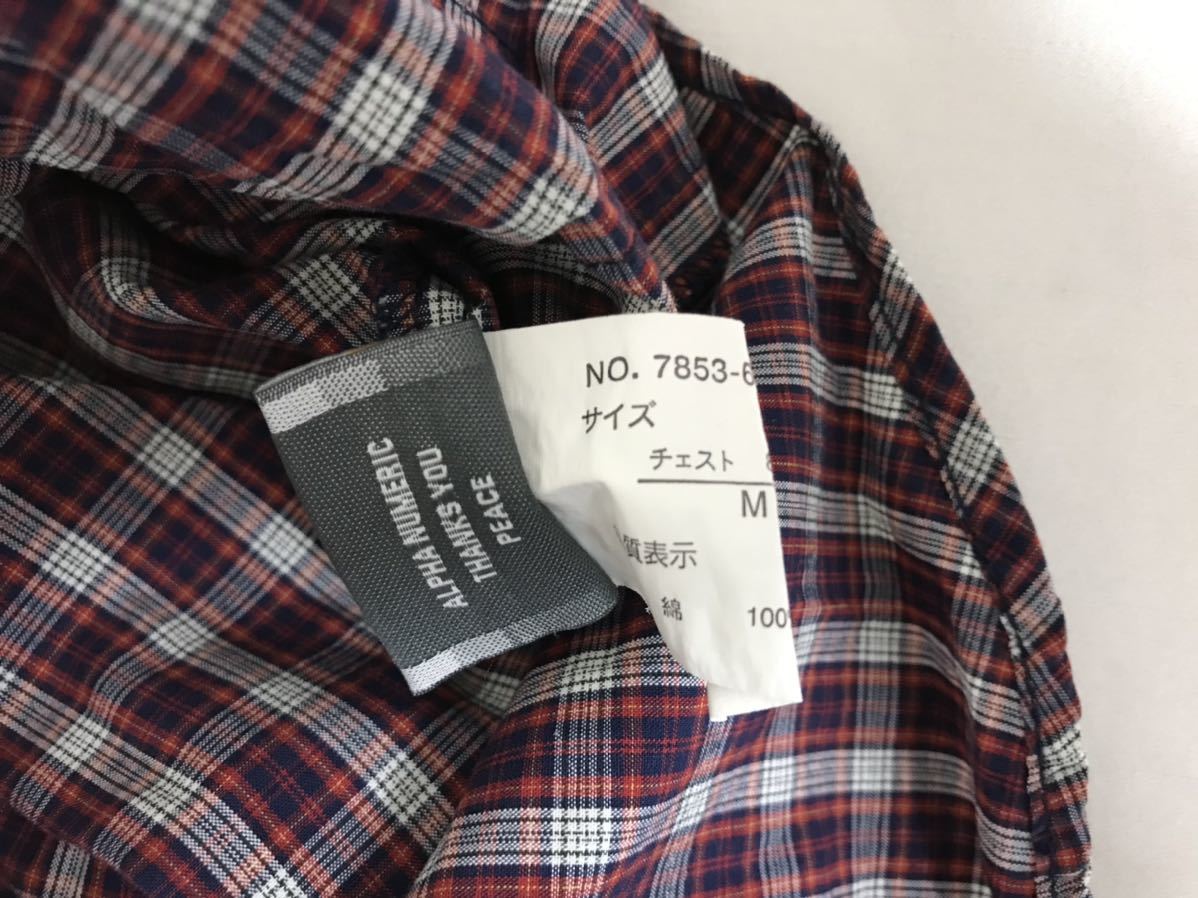 ALPHA NUMERIC
THANKS YOU
PEACE
NO. 7853-6
サイズ
チェスト
M
質表示
綿 100